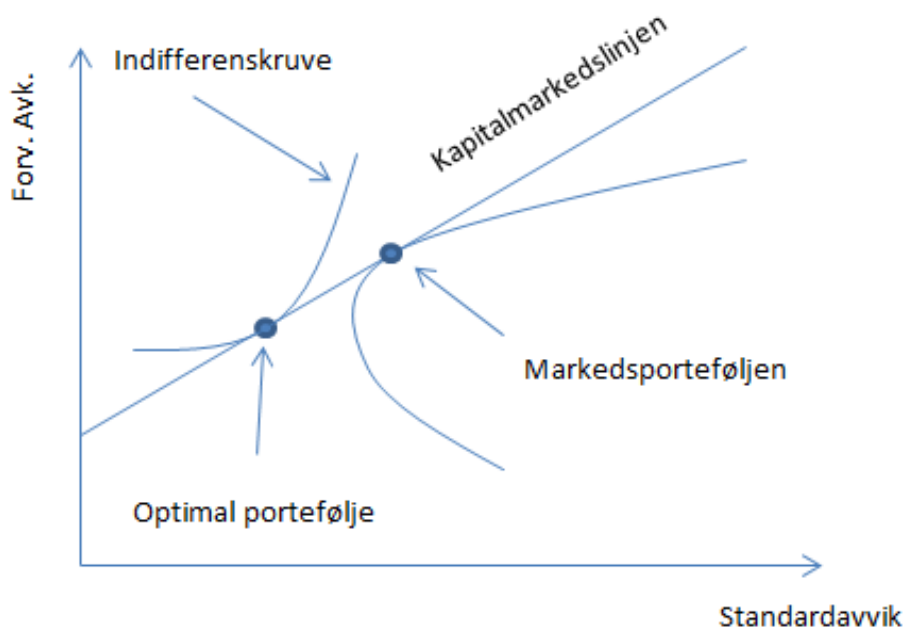 Indifferenskruve
Kapitalmarkedslinjen
Forv. Avk.
Markedsporteføljen
Optimal portefølje
Standardavvik